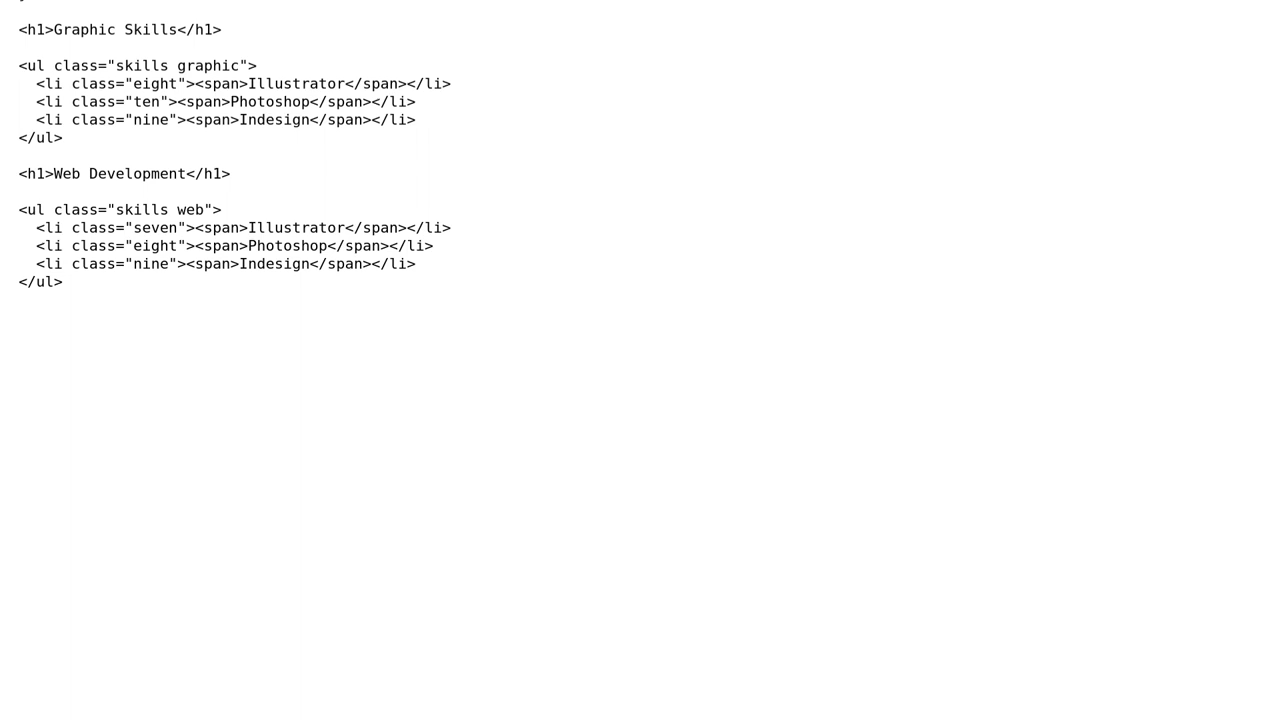 <h1>Graphic Skills</h1>
<ul class="skills graphic">
  <li class="eight"><span>Illustrator</span></li>
  <li class="ten"><span>Photoshop</span></li>
  <li class="nine"><span>Indesign</span></li>
</ul>
<h1>Web Development</h1>
<ul class="skills web">
  <li class="seven"><span>Illustrator</span></li>
  <li class="eight"><span>Photoshop</span></li>
  <li class="nine"><span>Indesign</span></li>
</ul>